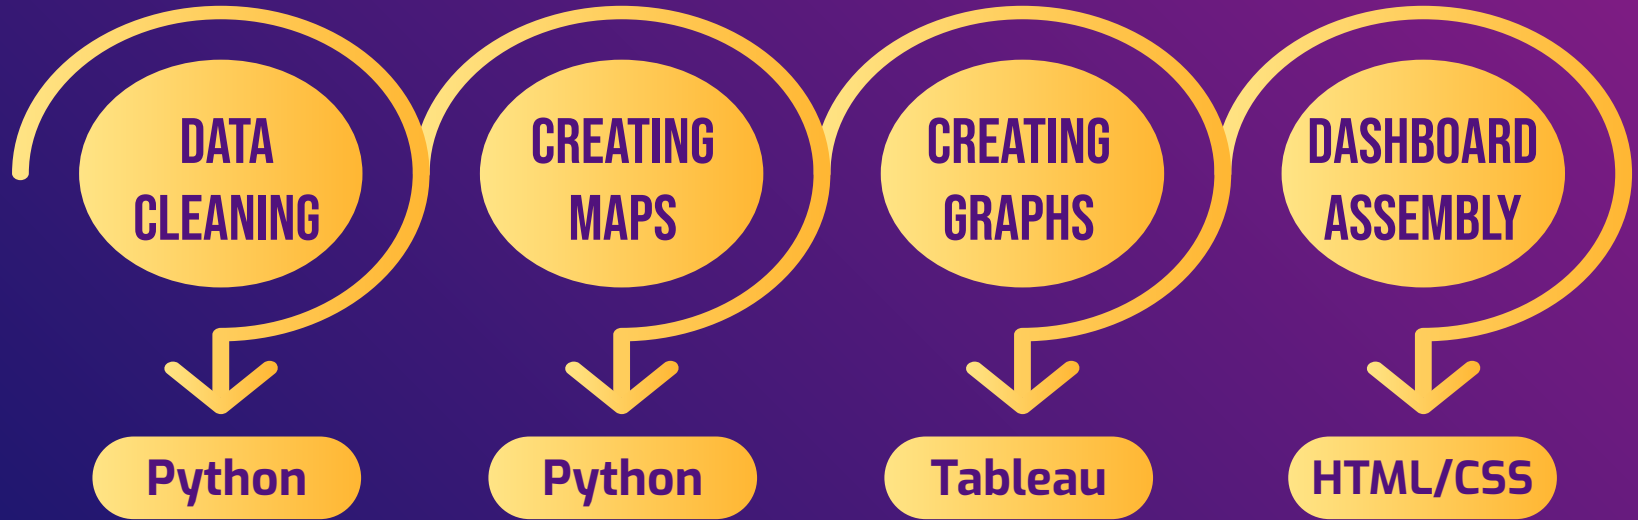 DATA
CLEANING
CREATING
MAPS
CREATING
GRAPHS
DASHBOARD
ASSEMBLY
Python
Python
Tableau
HTML/CSS